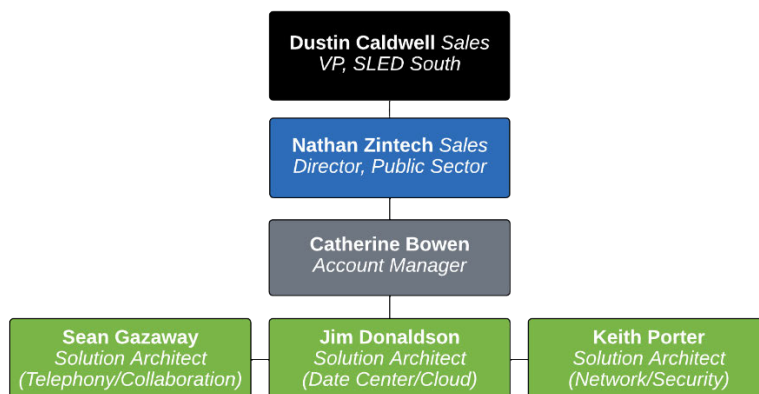 Dustin Caldwell Sales
VP, SLED South
Nathan Zintech Sales
Director, Public Sector
Catherine Bowen
Account Manager
Sean Gazaway
Solution Architect
(Telephony/Collaboration)
Jim Donaldson
Solution Architect
(Date Center/Cloud)
Keith Porter
Solution Architect
(Network/Security)